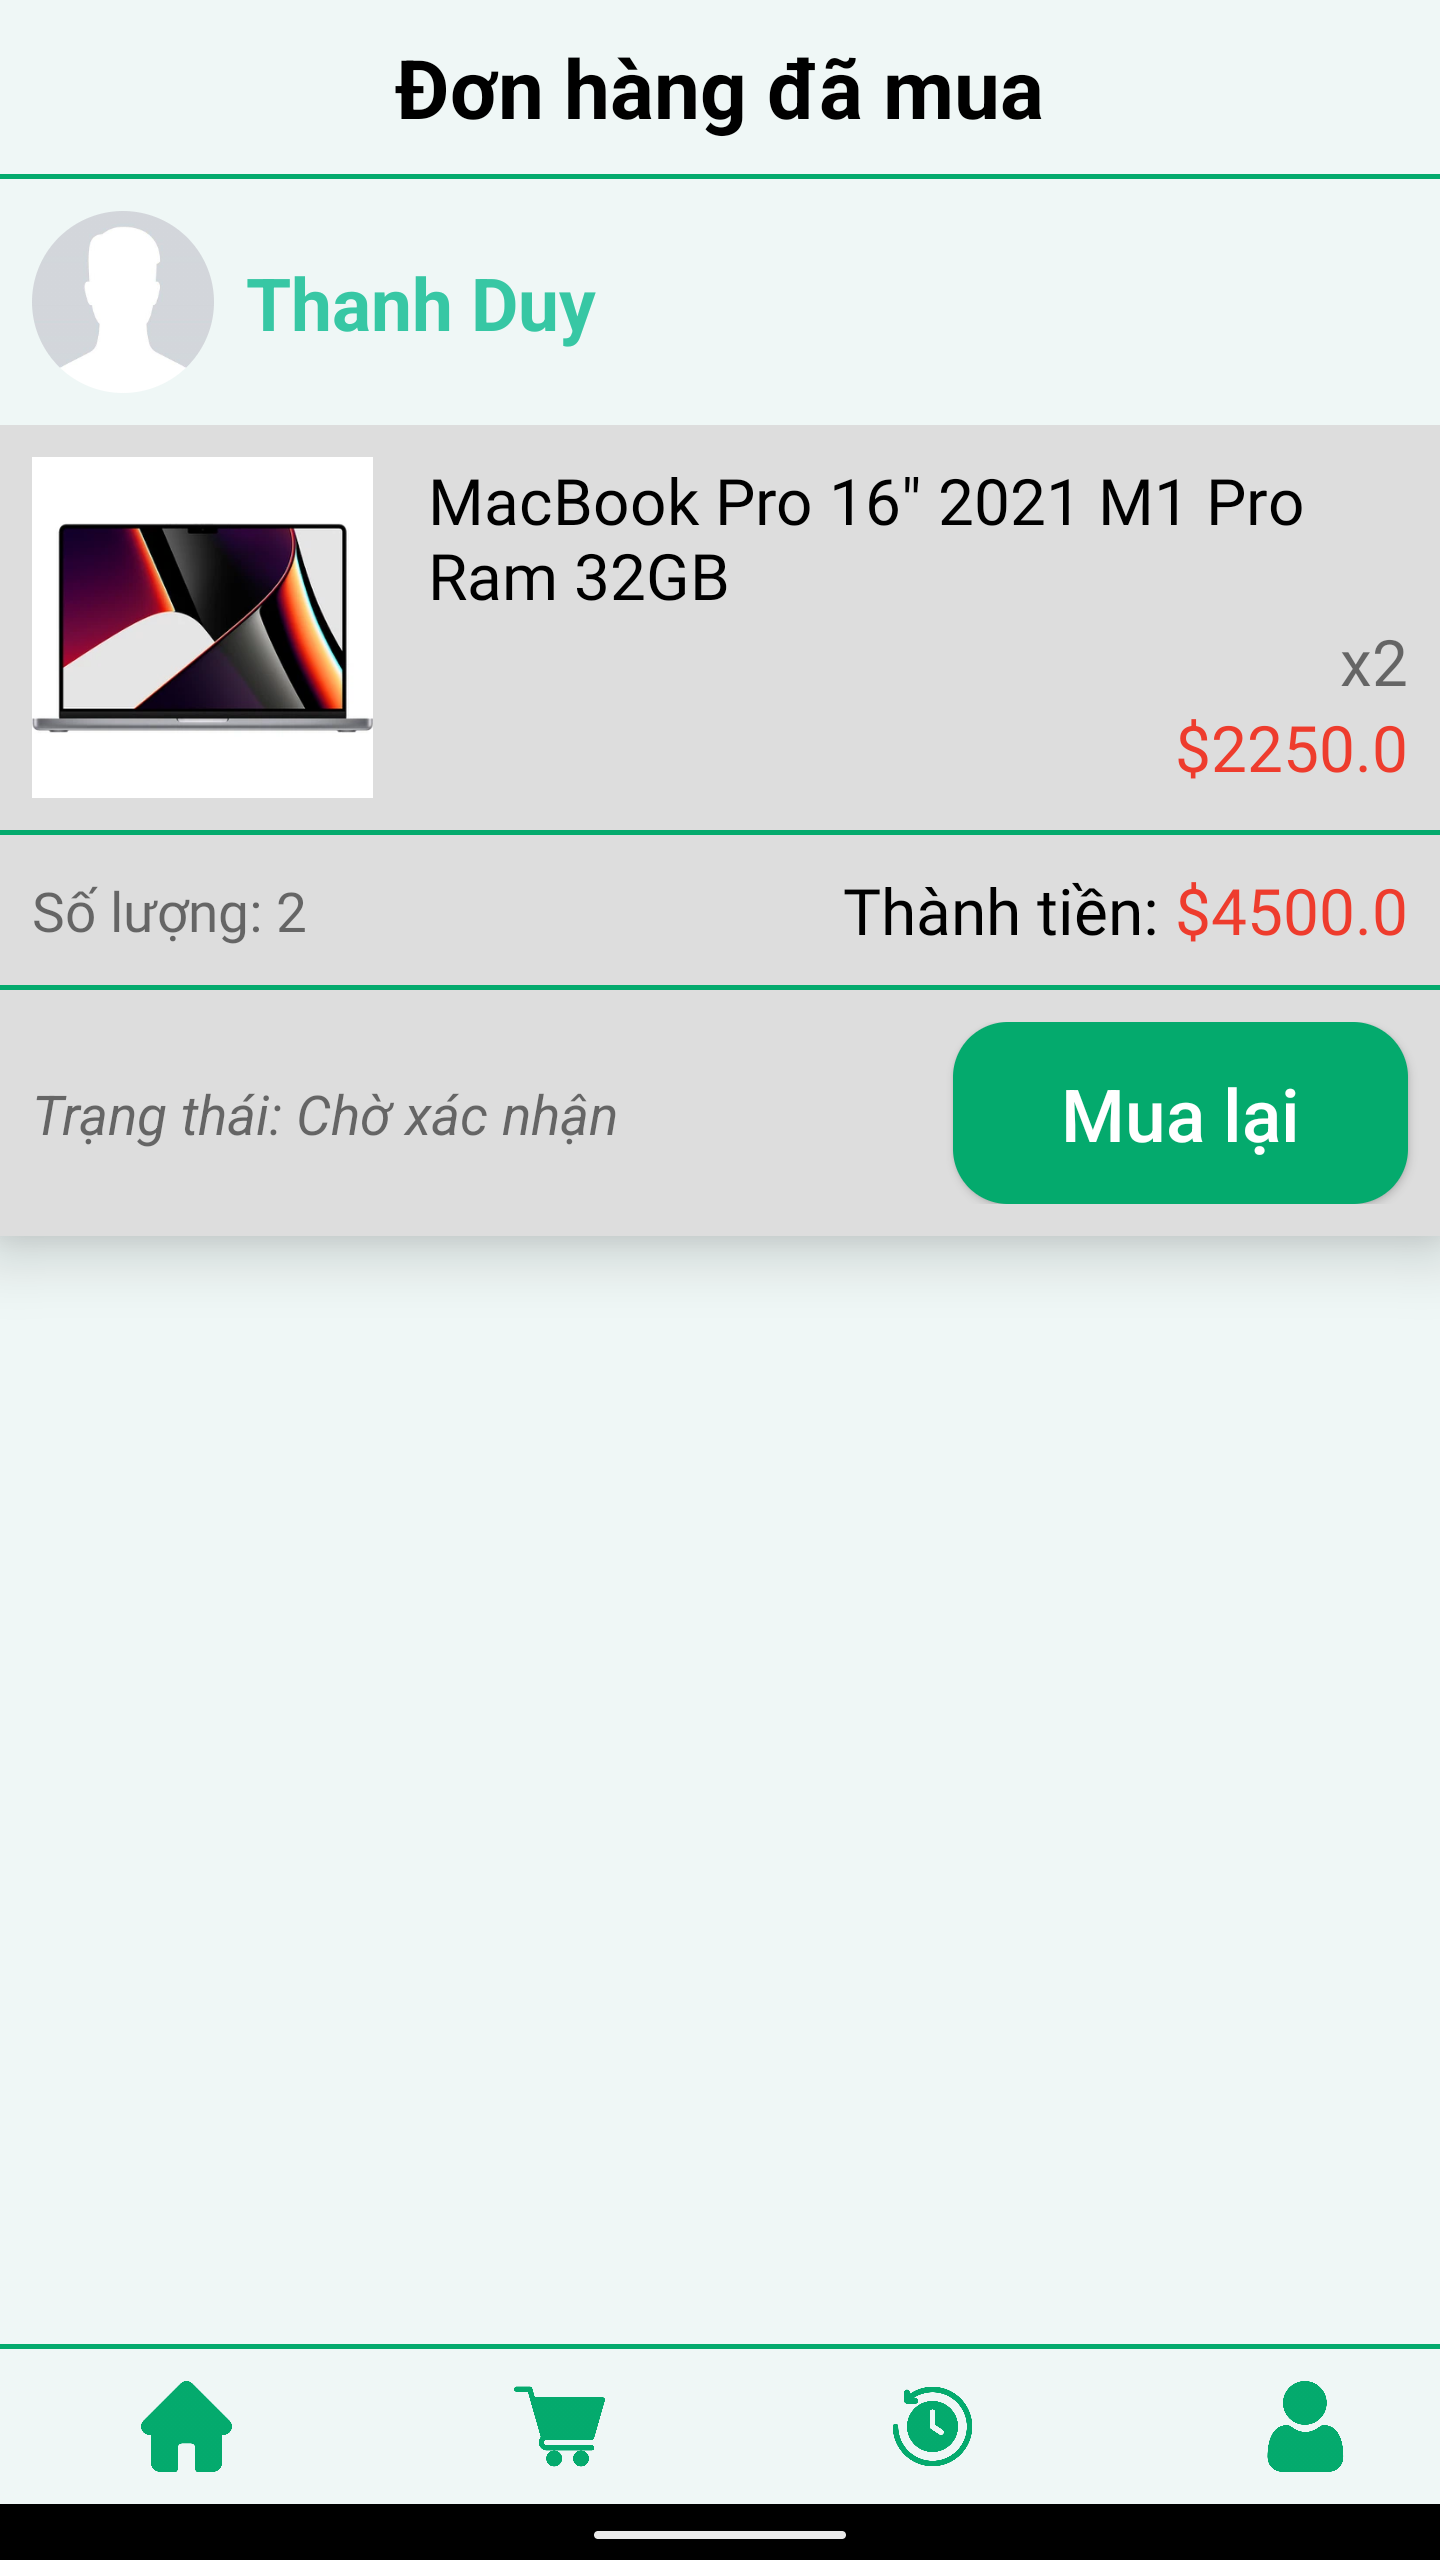 Đơn hàng đã mua
Thanh Duy
MacBook Pro 16" 2021 M1 Pro
Ram 32GB
x2
$2250.0
Số lượng: 2
Thành tiền: $4500.0
Trạng thái: Chờ xác nhận
Mua lại